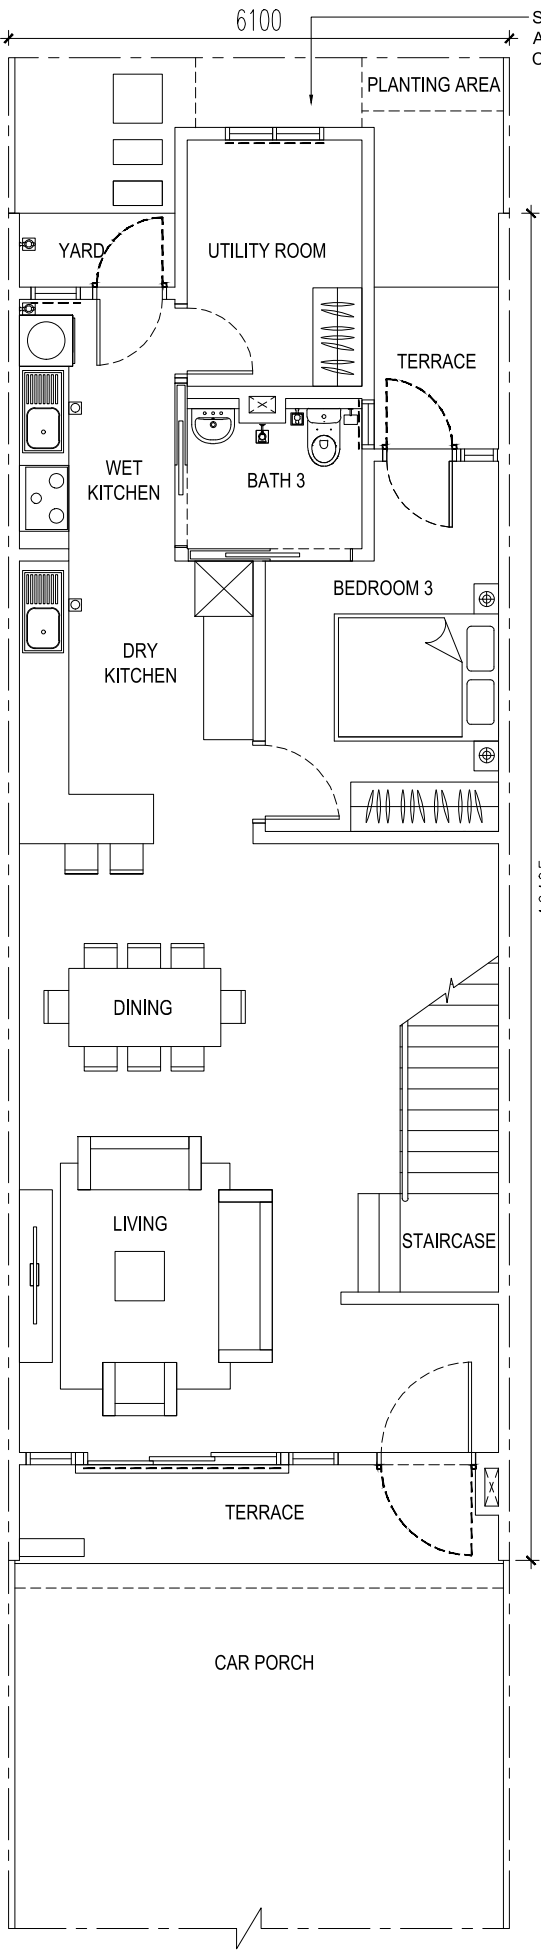 6100
S
A
C
PLANTING AREA
YARD
UTILITY ROOM
TERRACE
WET
KITCHEN
BATH 3
BEDROOM 3
DRY
KITCHEN
DINING
LIVING
STAIRCASE
TERRACE
CAR PORCH